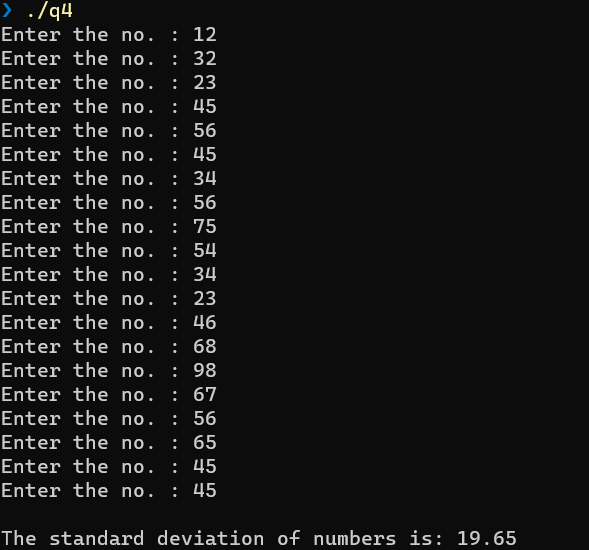 ❯ ./q4
Enter the no. : 12
Enter the no. : 32
Enter the no. : 23
Enter the no. : 45
Enter the no. : 56
Enter the no. : 45
Enter the no. : 34
Enter the no. : 56
Enter the no. : 75
Enter the no. : 54
Enter the no. : 34
Enter the no. : 23
Enter the no. : 46
Enter the no. : 68
Enter the no. : 98
Enter the no. : 67
Enter the no. : 56
Enter the no. : 65
Enter the no. : 45
Enter the no. : 45
The standard deviation of numbers is: 19.65